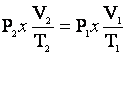 P₂x V₂/T₂ = P₁x V₁/T₁